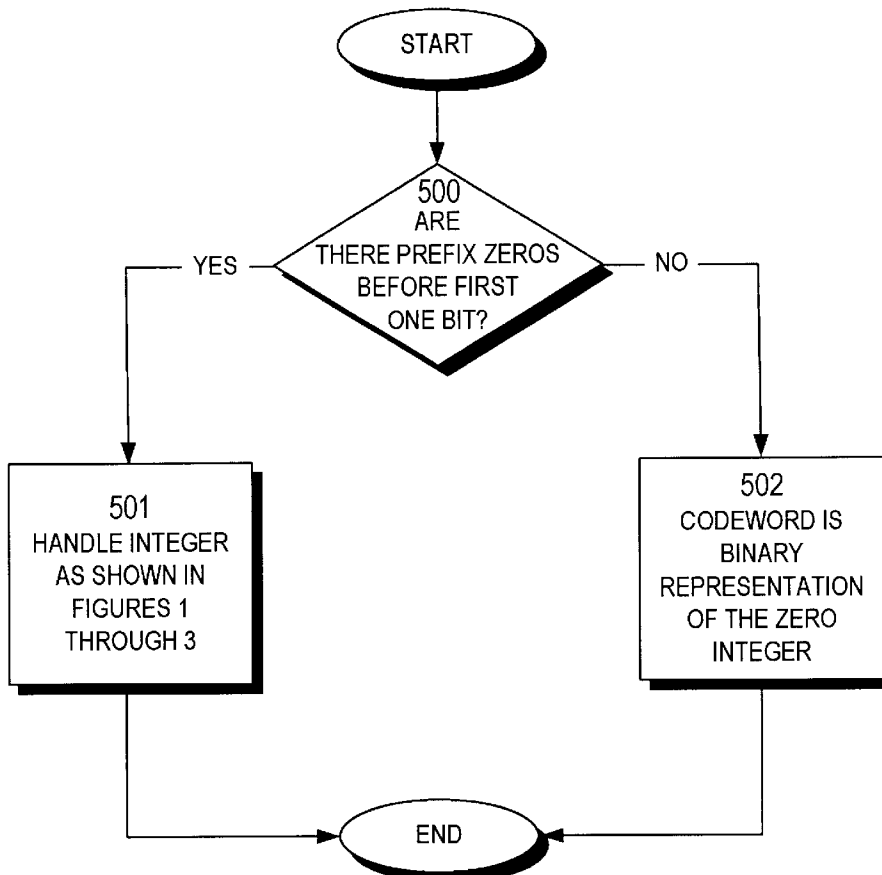 START
500
ARE
THERE PREFIX ZEROS
BEFORE FIRST
ONE BIT?
YES
NO
501
HANDLE INTEGER
AS SHOWN IN
FIGURES 1
THROUGH 3
502
CODEWORD IS
BINARY
REPRESENTATION
OF THE ZERO
INTEGER
END